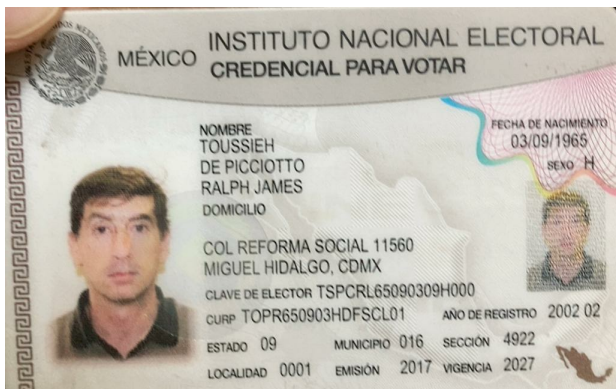 MÉXICO
INSTITUTO NACIONAL ELECTORAL
CREDENCIAL PARA VOTAR
NOMBRE
TOUSSIEH
DE PICCIOTTO
RALPH JAMES
FECHA DE NACIMIENTO
03/09/1965
SEXO H
DOMICILIO
COL REFORMA SOCIAL 11560
MIGUEL HIDALGO, CDMX
CLAVE DE ELECTOR TSPCRL65090309H000
CURP TOPR650903HDFSCL01 AÑO DE REGISTRO 2002 02
ESTADO 09 MUNICIPIO 016 SECCIÓN 4922
LOCALIDAD 0001 EMISIÓN 2017 VIGENCIA 2027